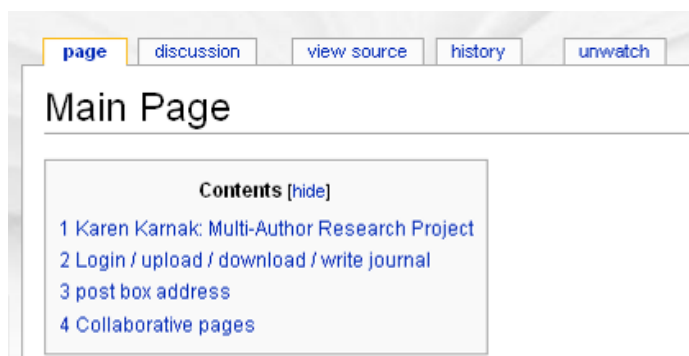 page discussion view source history unwatch
Main Page
Contents [hide]
1 Karen Karnak: Multi-Author Research Project
2 Login / upload / download / write journal
3 post box address
4 Collaborative pages